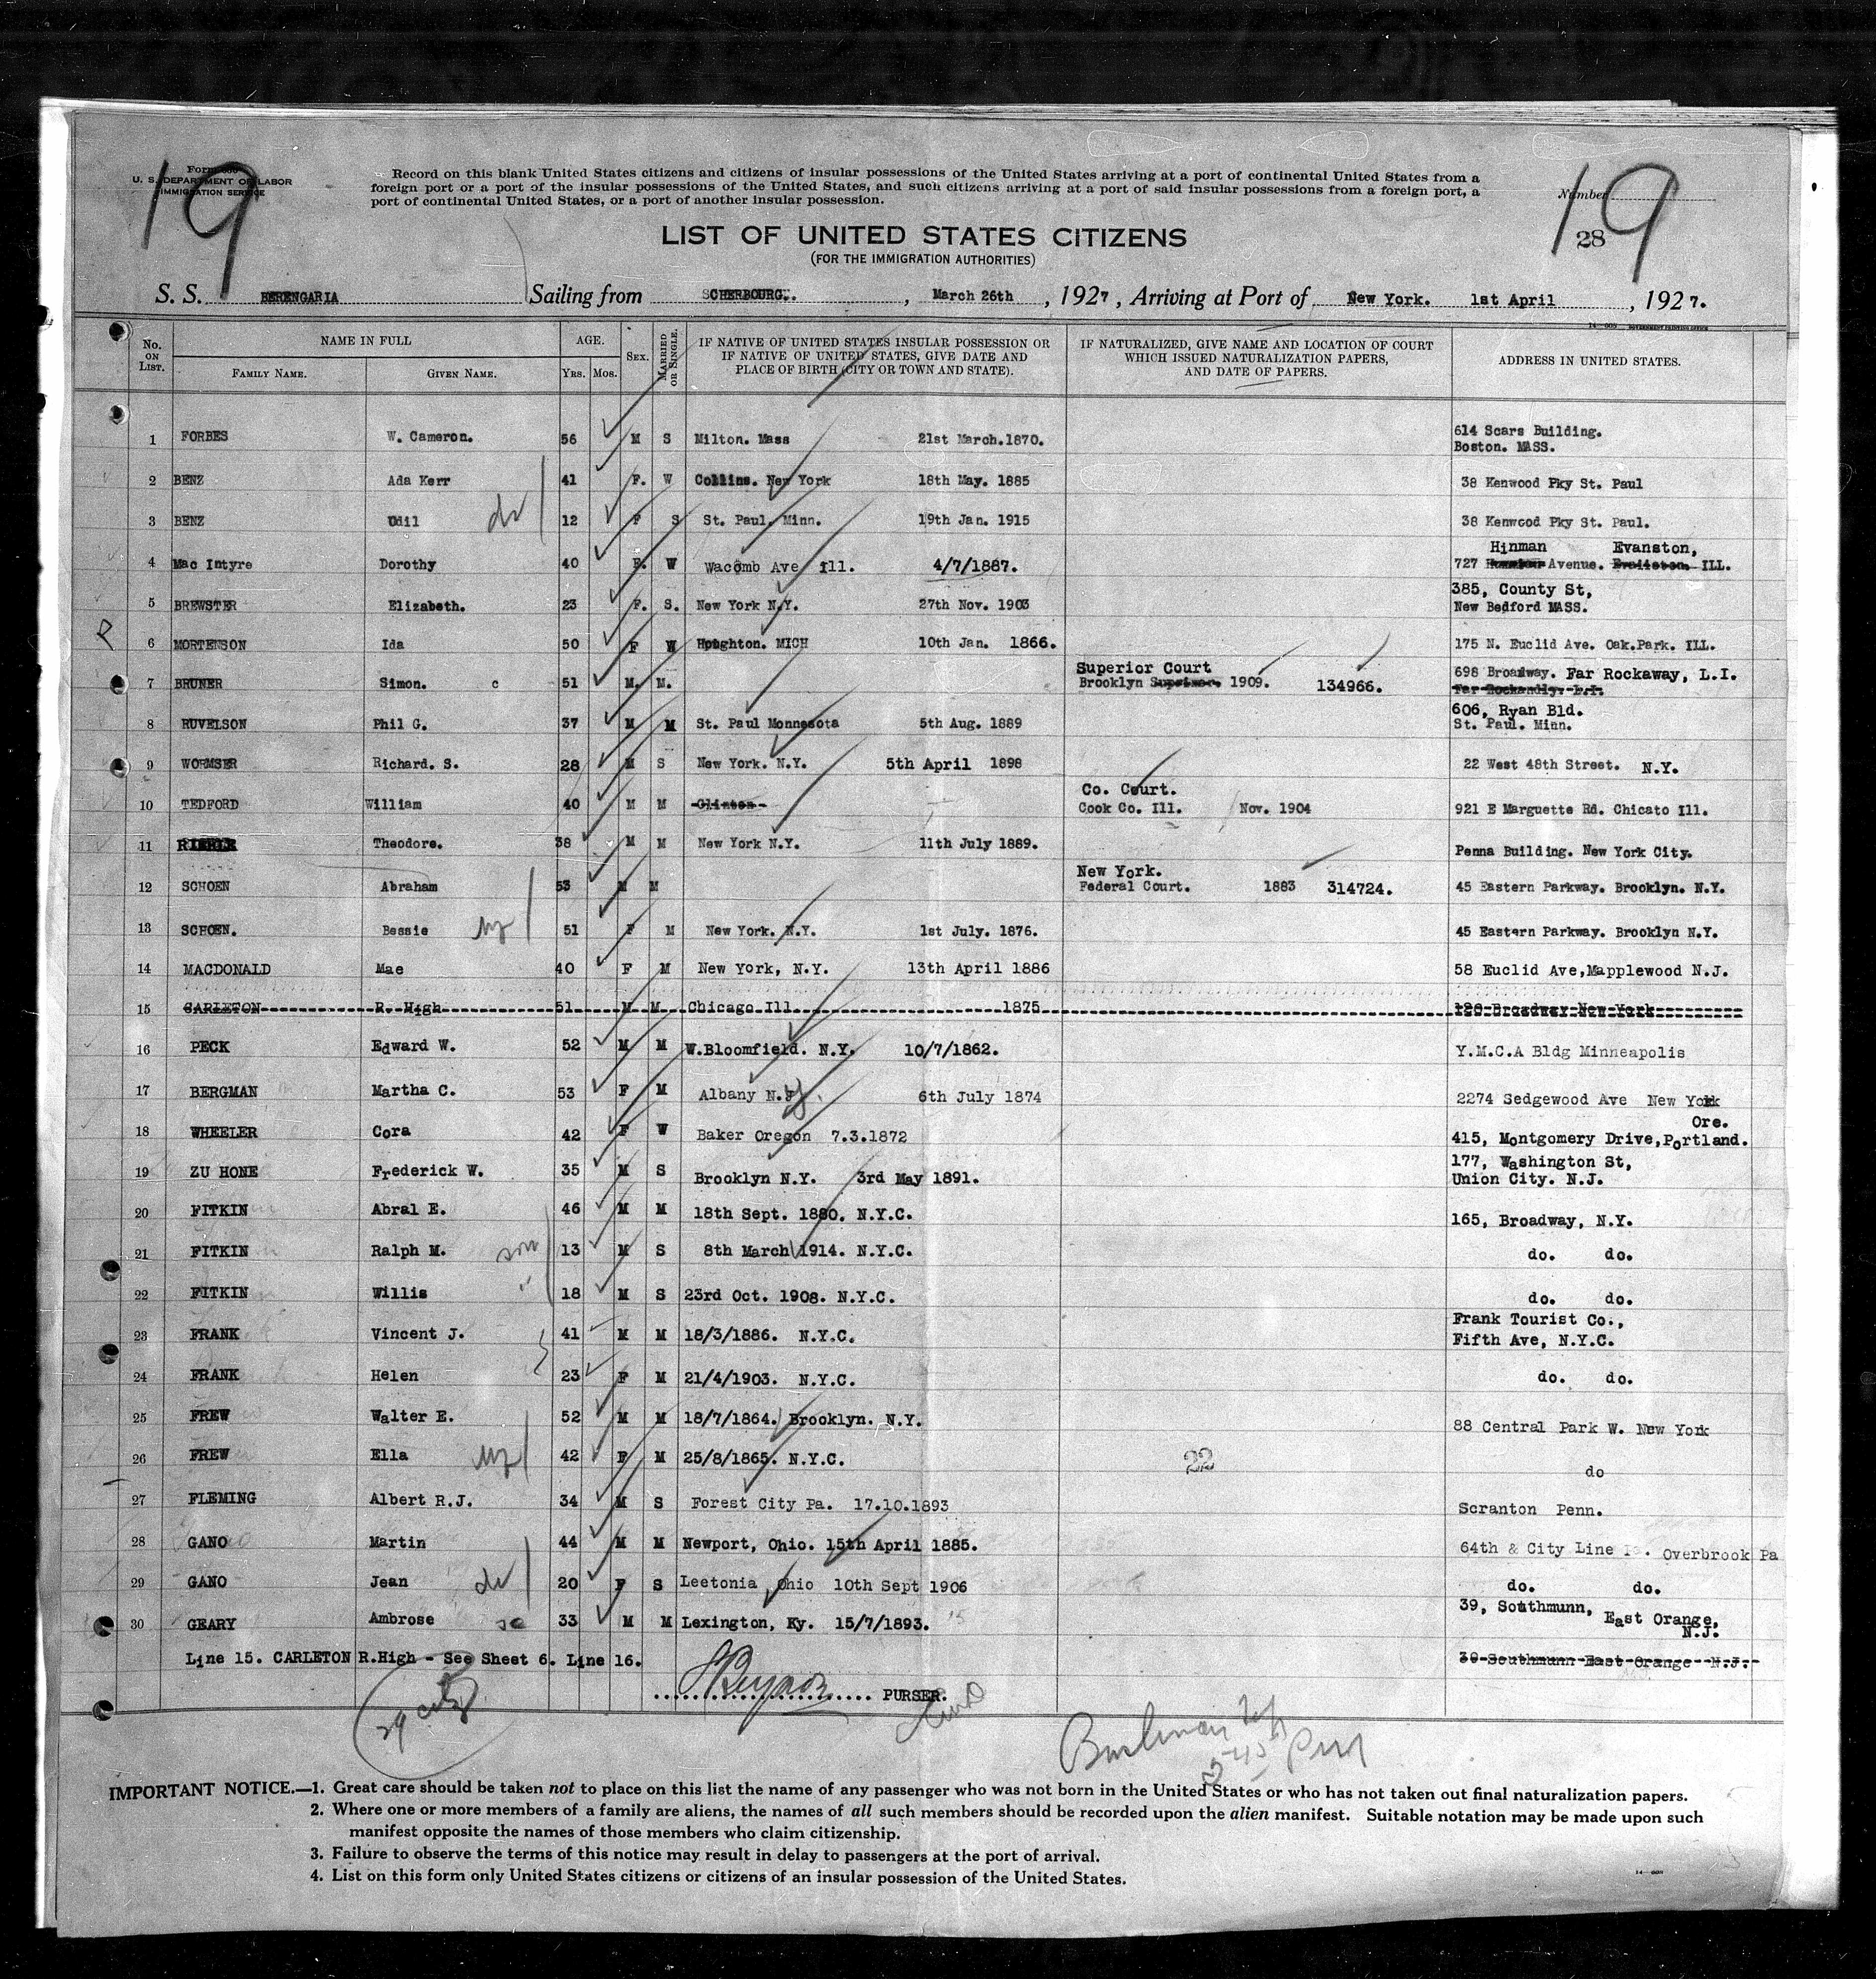 19
Form 630
U. S. DEPARTMENT OF LABOR
IMMIGRATION SERVICE
Record on this blank United States citizens and citizens of insular possessions of the United States arriving at a port of continental United States from a
foreign port or a port of the insular possessions of the United States, and such citizens arriving at a port of said insular possessions from a foreign port, a
port of continental United States, or a port of another insular possession.
Number
19
28
LIST OF UNITED STATES CITIZENS
(FOR THE IMMIGRATION AUTHORITIES)
S. S. BERENGARIA Sailing from CHERBOURG. , March 26th , 1927, Arriving at Port of New York. 1st April , 1927.
No. ON LIST. NAME IN FULL FAMILY NAME. GIVEN NAME. AGE. YRS. MOS. SEX. MARRIED OR SINGLE. IF NATIVE OF UNITED STATES INSULAR POSSESSION OR IF NATIVE OF UNITED STATES, GIVE DATE AND PLACE OF BIRTH (CITY OR TOWN AND STATE). IF NATURALIZED, GIVE NAME AND LOCATION OF COURT WHICH ISSUED NATURALIZATION PAPERS, AND DATE OF PAPERS. ADDRESS IN UNITED STATES.
1 FORBES W. Cameron. 56 M S Milton. Mass 21st March.1870. 614 Scars Building. Boston. MASS.
2 BENZ Ada Kerr 41 F. W Collins. New York 18th May. 1885 38 Kenwood Pky St. Paul
3 BENZ Udil 12 F S St. Paul. Minn. 19th Jan. 1915 38 Kenwood Pky St. Paul.
4 Mac Intyre Dorothy 40 F. W Wacomb Ave Ill. 4/7/1887. 727 Hinman Avenue. Evanston, ILL.
5 BREWSTER Elizabeth. 23 F. S. New York N.Y. 27th Nov. 1903 385, County St, New Bedford MASS.
6 MORTENSON Ida 50 F W Houghton. MICH 10th Jan. 1866. 175 N. Euclid Ave. Oak.Park. ILL.
7 BRUNER Simon. c 51 M. M. Superior Court Brooklyn 1909. 134966. 698 Broadway. Far Rockaway, L.I.
8 RUVELSON Phil G. 37 M M St. Paul Monnesota 5th Aug. 1889 606, Ryan Bld. St. Paul. Minn.
9 WORMSER Richard. S. 28 M S New York. N.Y. 5th April 1898 22 West 48th Street. N.Y.
10 TEDFORD William 40 M M Clinton Co. Court. Cook Co. Ill. Nov. 1904 921 E Marguette Rd. Chicato Ill.
11 Theodore. 38 M M New York N.Y. 11th July 1889. Penna Building. New York City.
12 SCHOEN Abraham 53 M M New York. Federal Court. 1883 314724. 45 Eastern Parkway. Brooklyn. N.Y.
13 SCHOEN. Bessie 51 F M New York. N.Y. 1st July. 1876. 45 Eastern Parkway. Brooklyn N.Y.
14 MACDONALD Mae 40 F M New York, N.Y. 13th April 1886 58 Euclid Ave,Mapplewood N.J.
15 CARLETON R. High 51 M M Chicago Ill. 1875 120 Broadway New York
16 PECK Edward W. 52 M M W.Bloomfield. N.Y. 10/7/1862. Y.M.C.A Bldg Minneapolis
17 BERGMAN Martha C. 53 F M Albany N.Y. 6th July 1874 2274 Sedgewood Ave New York
18 WHEELER Cora 42 F W Baker Oregon 7.3.1872 415, Montgomery Drive,Portland. Ore.
19 ZU HONE Frederick W. 35 M S Brooklyn N.Y. 3rd May 1891. 177, Washington St, Union City. N.J.
20 FITKIN Abral E. 46 M M 18th Sept. 1880. N.Y.C. 165, Broadway, N.Y.
21 FITKIN Ralph M. son 13 M S 8th March 1914. N.Y.C. do. do.
22 FITKIN Willis " 18 M S 23rd Oct. 1908. N.Y.C. do. do.
23 FRANK Vincent J. 41 M M 18/3/1886. N.Y.C. Frank Tourist Co., Fifth Ave, N.Y.C.
24 FRANK Helen 23 F M 21/4/1903. N.Y.C. do. do.
25 FREW Walter E. 52 M M 18/7/1864. Brooklyn. N.Y. 88 Central Park W. New York
26 FREW Ella 42 F M 25/8/1865. N.Y.C. 22 do
27 FLEMING Albert R.J. 34 M S Forest City Pa. 17.10.1893 Scranton Penn.
28 GANO Martin 44 M M Newport, Ohio. 15th April 1885. 64th & City Line . Overbrook Pa
29 GANO Jean 20 F S Leetonia, Ohio 10th Sept 1906 do. do.
30 GEARY Ambrose 33 M M Lexington, Ky. 15/7/1893. 39, Southmunn, East Orange, N.J.
Line 15. CARLETON R.High - See Sheet 6. Line 16. 39 Southmunn East Orange N.J.
PURSER.
IMPORTANT NOTICE.—1. Great care should be taken not to place on this list the name of any passenger who was not born in the United States or who has not taken out final naturalization papers.
2. Where one or more members of a family are aliens, the names of all such members should be recorded upon the alien manifest. Suitable notation may be made upon such
manifest opposite the names of those members who claim citizenship.
3. Failure to observe the terms of this notice may result in delay to passengers at the port of arrival.
4. List on this form only United States citizens or citizens of an insular possession of the United States.